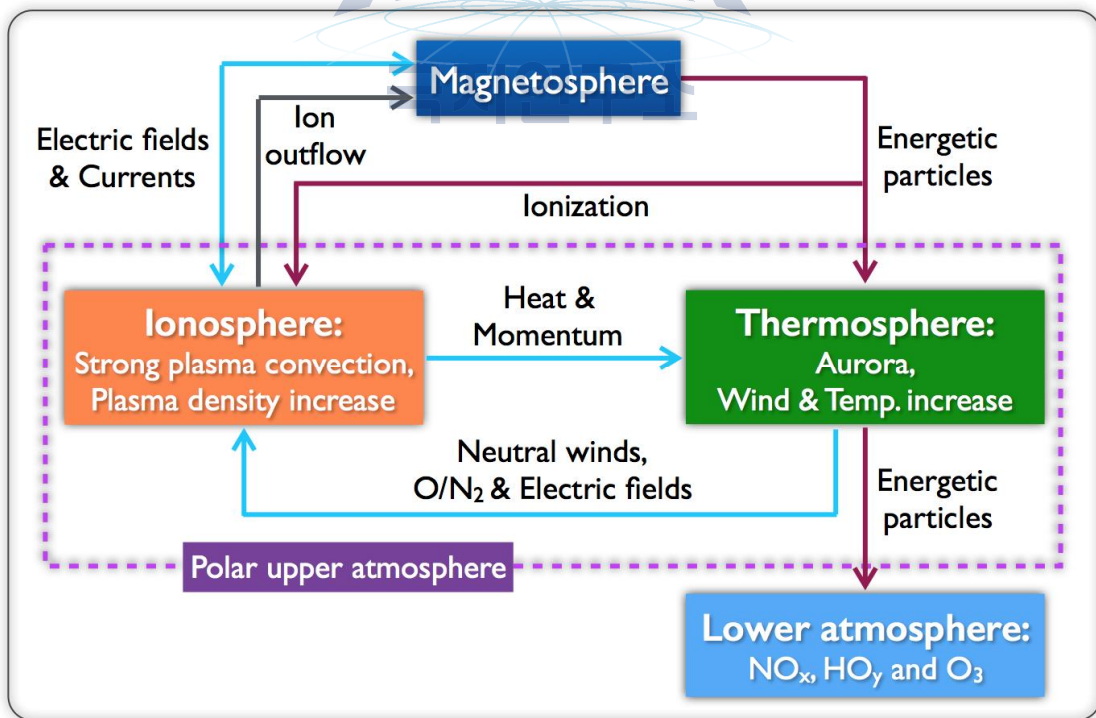 Magnetosphere
Electric fields
& Currents
Ion
outflow
Energetic
particles
Ionization
Ionosphere:
Strong plasma convection,
Plasma density increase
Heat &
Momentum
Thermosphere:
Aurora,
Wind & Temp. increase
Neutral winds,
O/N₂ & Electric fields
Energetic
particles
Polar upper atmosphere
Lower atmosphere:
NOₓ, HOᵧ and O₃